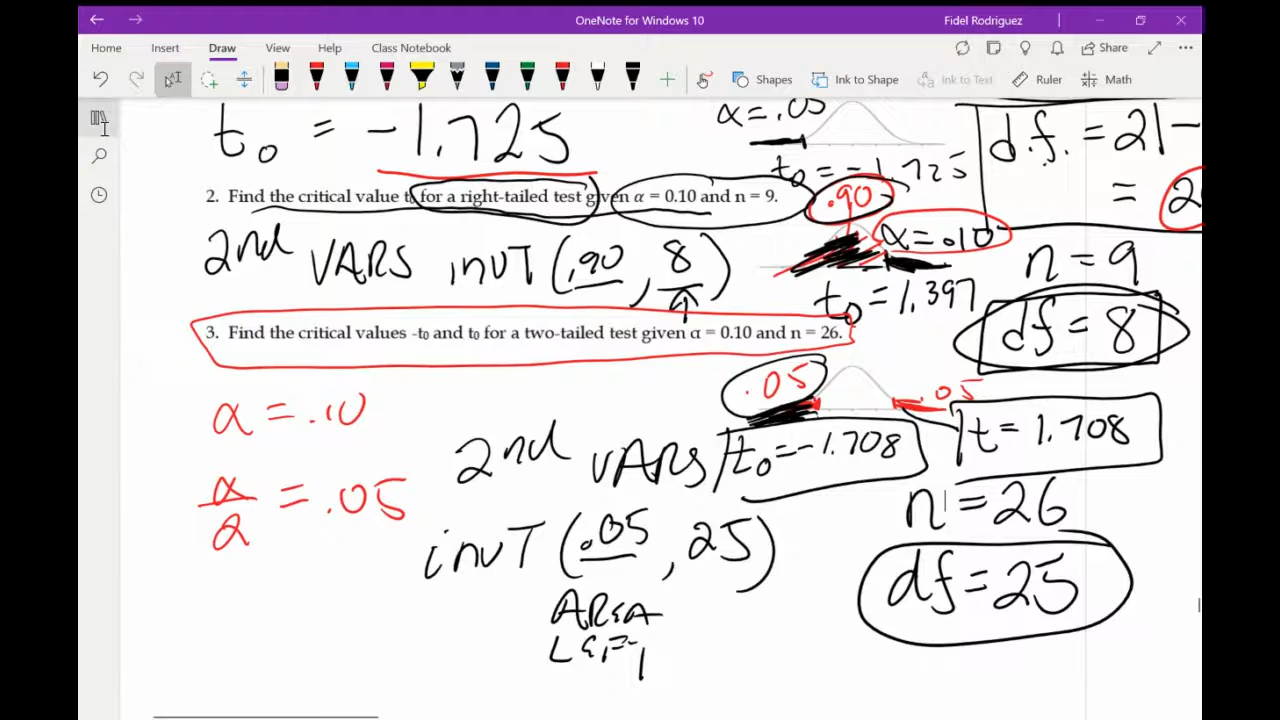 OneNote for Windows 10
Fidel Rodriguez
Home Insert Draw View Help Class Notebook
Share
Shapes Ink to Shape Ink to Text Ruler Math
α = .05
t₀ = -1.725
d.f. = 21-
t₀ = -1.725
= 2
2. Find the critical value t₀ for a right-tailed test given α = 0.10 and n = 9.
.90
α = .10
2nd VARS invT (.90, 8)
n = 9
t₀ = 1.397
df = 8
3. Find the critical values -t₀ and t₀ for a two-tailed test given α = 0.10 and n = 26.
.05
.05
α = .10
t = 1.708
2nd VARS
t₀ = -1.708
α/2 = .05
n = 26
invT (.05, 25)
df = 25
AREA
LEFT